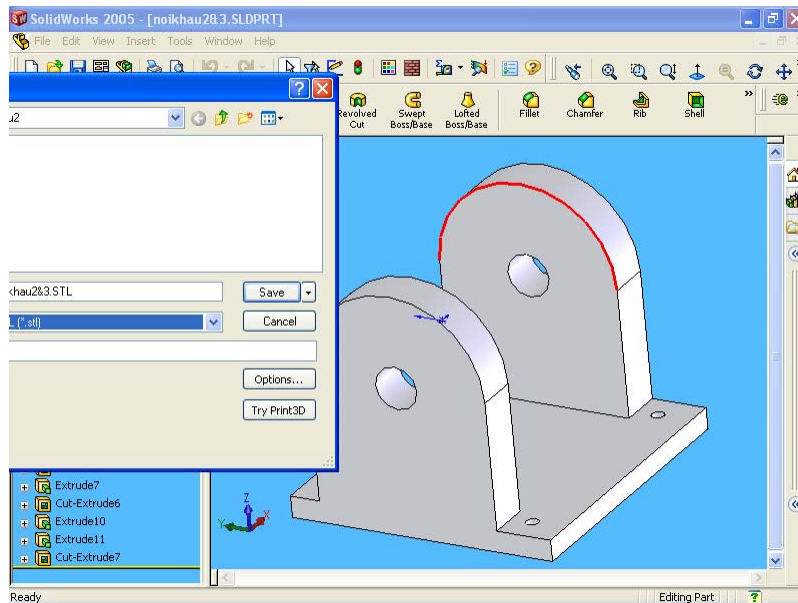 SolidWorks 2005 - [noikhau2&3.SLDPRT]
File Edit View Insert Tools Window Help
Revolved Cut
Swept Boss/Base
Lofted Boss/Base
Fillet
Chamfer
Rib
Shell
u2
khau2&3.STL
Save
L (*.stl)
Cancel
Options...
Try Print3D
Extrude7
Cut-Extrude6
Extrude10
Extrude11
Cut-Extrude7
Z
Y
X
Ready
Editing Part